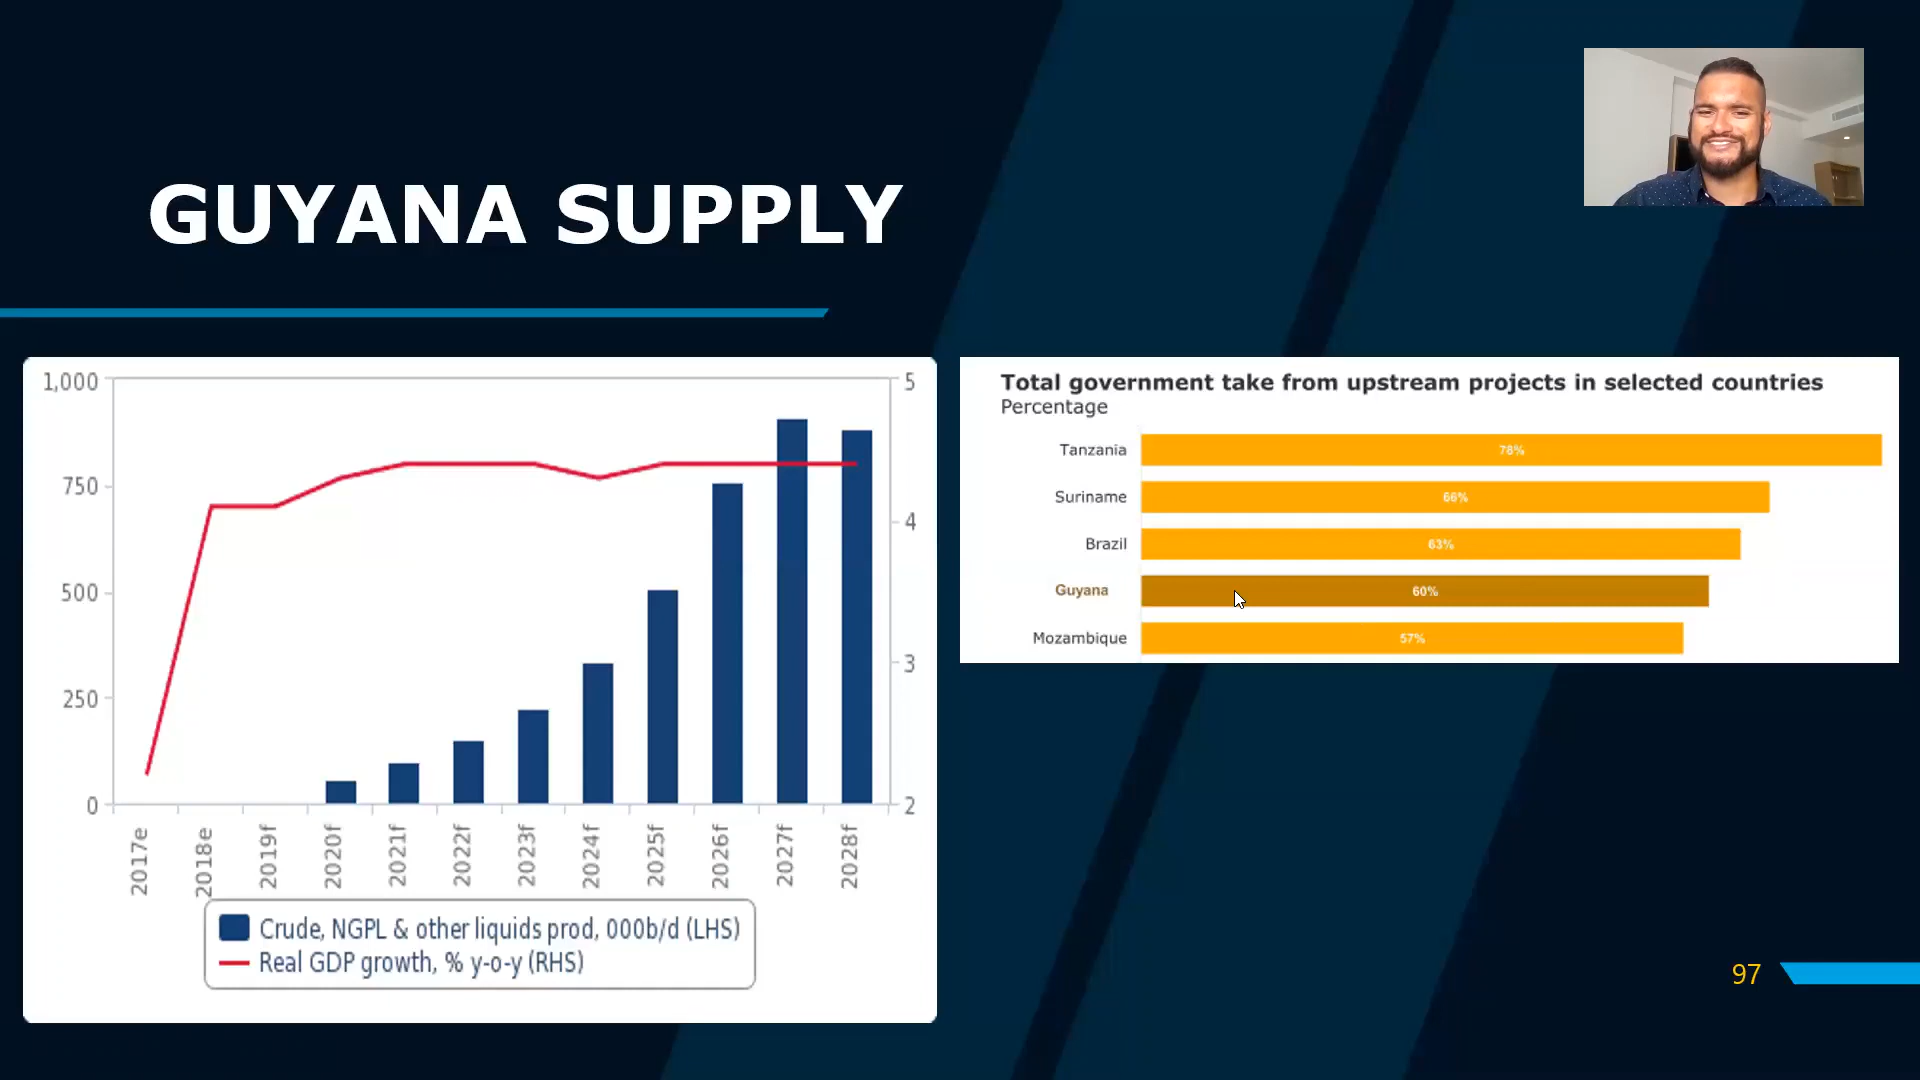 GUYANA SUPPLY
1,000
750
500
250
0
5
4
3
2
2017e
2018e
2019f
2020f
2021f
2022f
2023f
2024f
2025f
2026f
2027f
2028f
Crude, NGPL & other liquids prod, 000b/d (LHS)
Real GDP growth, % y-o-y (RHS)
Total government take from upstream projects in selected countries
Percentage
Tanzania 78%
Suriname 66%
Brazil 63%
Guyana 60%
Mozambique 57%
97